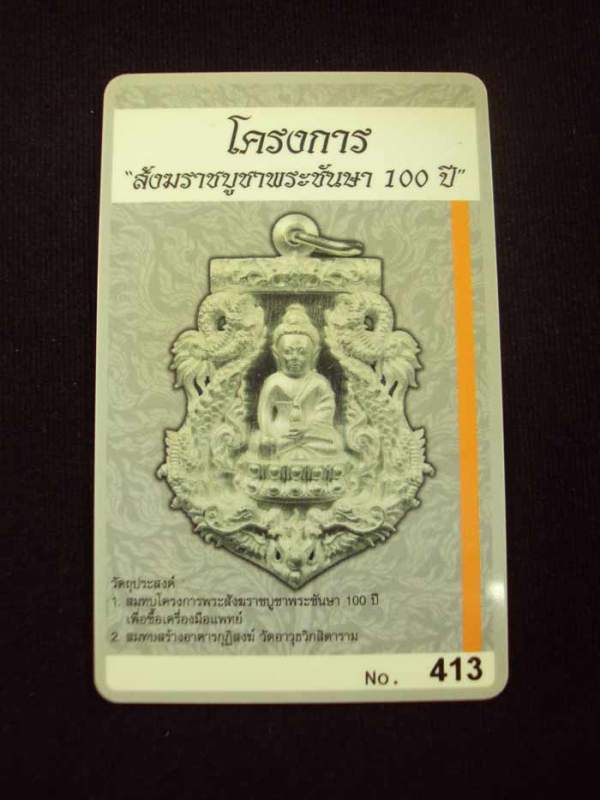 โครงการ
"สังฆราชบูชาพระชันษา 100 ปี"
วัตถุประสงค์
1. สมทบโครงการพระสังฆราชบูชาพระชันษา 100 ปี
เพื่อซื้อเครื่องมือแพทย์
2. สมทบสร้างอาคารกุฏิสงฆ์ วัดอาวุธวิกสิตาราม
No. 413